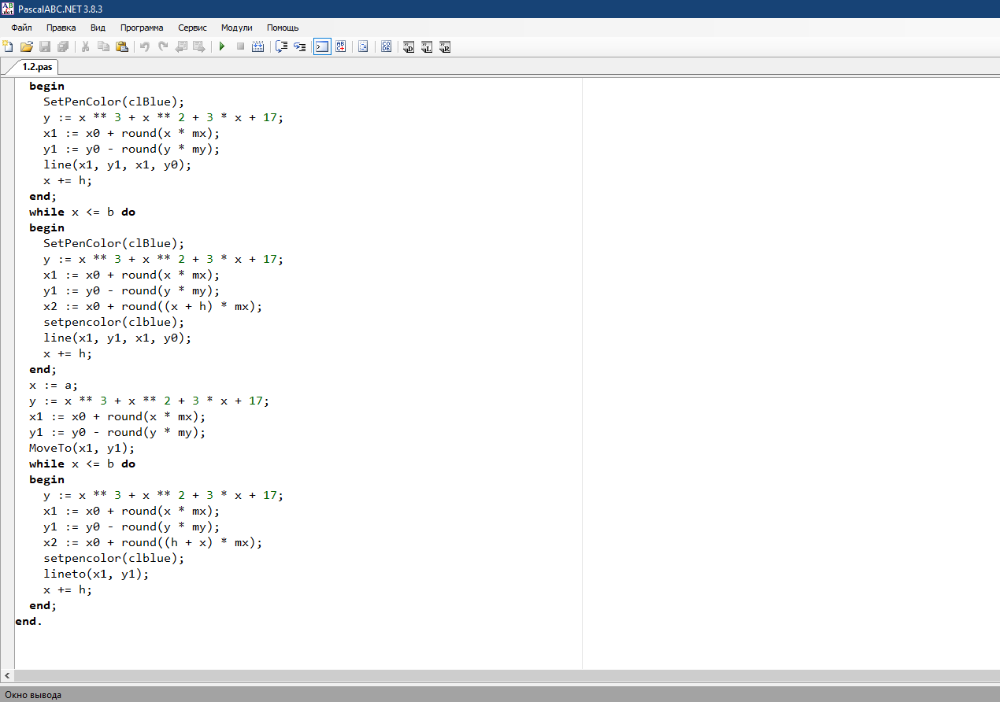 PascalABC.NET 3.8.3
Файл Правка Вид Программа Сервис Модули Помощь
1.2.pas
begin
SetPenColor(clBlue);
y := x ** 3 + x ** 2 + 3 * x + 17;
x1 := x0 + round(x * mx);
y1 := y0 - round(y * my);
line(x1, y1, x1, y0);
x += h;
end;
while x <= b do
begin
SetPenColor(clBlue);
y := x ** 3 + x ** 2 + 3 * x + 17;
x1 := x0 + round(x * mx);
y1 := y0 - round(y * my);
x2 := x0 + round((x + h) * mx);
setpencolor(clblue);
line(x1, y1, x1, y0);
x += h;
end;
x := a;
y := x ** 3 + x ** 2 + 3 * x + 17;
x1 := x0 + round(x * mx);
y1 := y0 - round(y * my);
MoveTo(x1, y1);
while x <= b do
begin
y := x ** 3 + x ** 2 + 3 * x + 17;
x1 := x0 + round(x * mx);
y1 := y0 - round(y * my);
x2 := x0 + round((h + x) * mx);
setpencolor(clblue);
lineto(x1, y1);
x += h;
end;
end.
Окно вывода